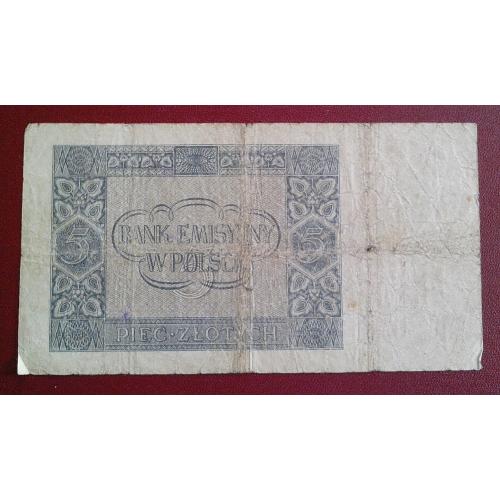 BANK EMISYJNY
W POLSCE
5 5
PIĘĆ · ZŁOTYCH